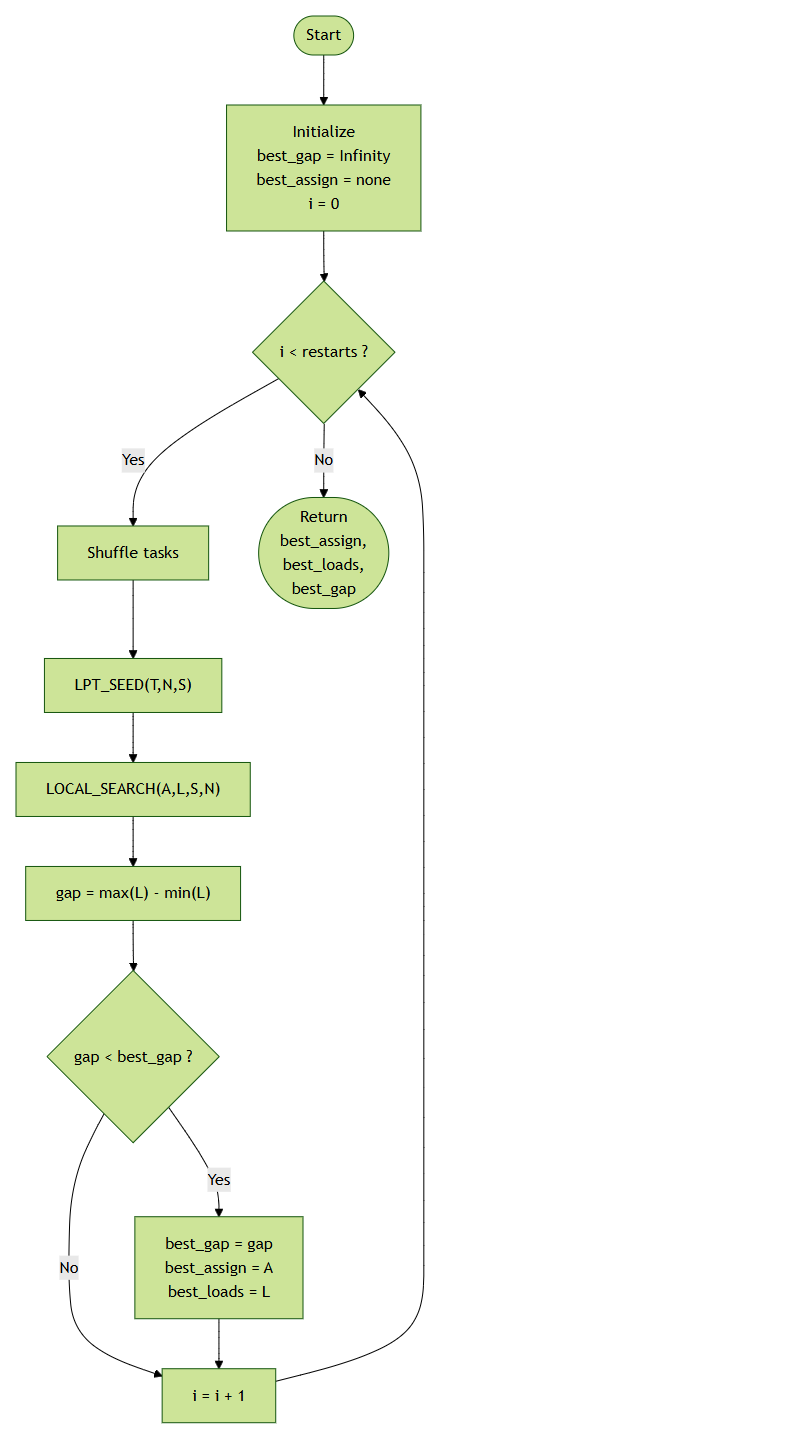 Start
Initialize
best_gap = Infinity
best_assign = none
i = 0
i < restarts ?
Yes
No
Return
best_assign,
best_loads,
best_gap
Shuffle tasks
LPT_SEED(T,N,S)
LOCAL_SEARCH(A,L,S,N)
gap = max(L) - min(L)
gap < best_gap ?
Yes
best_gap = gap
best_assign = A
best_loads = L
No
i = i + 1